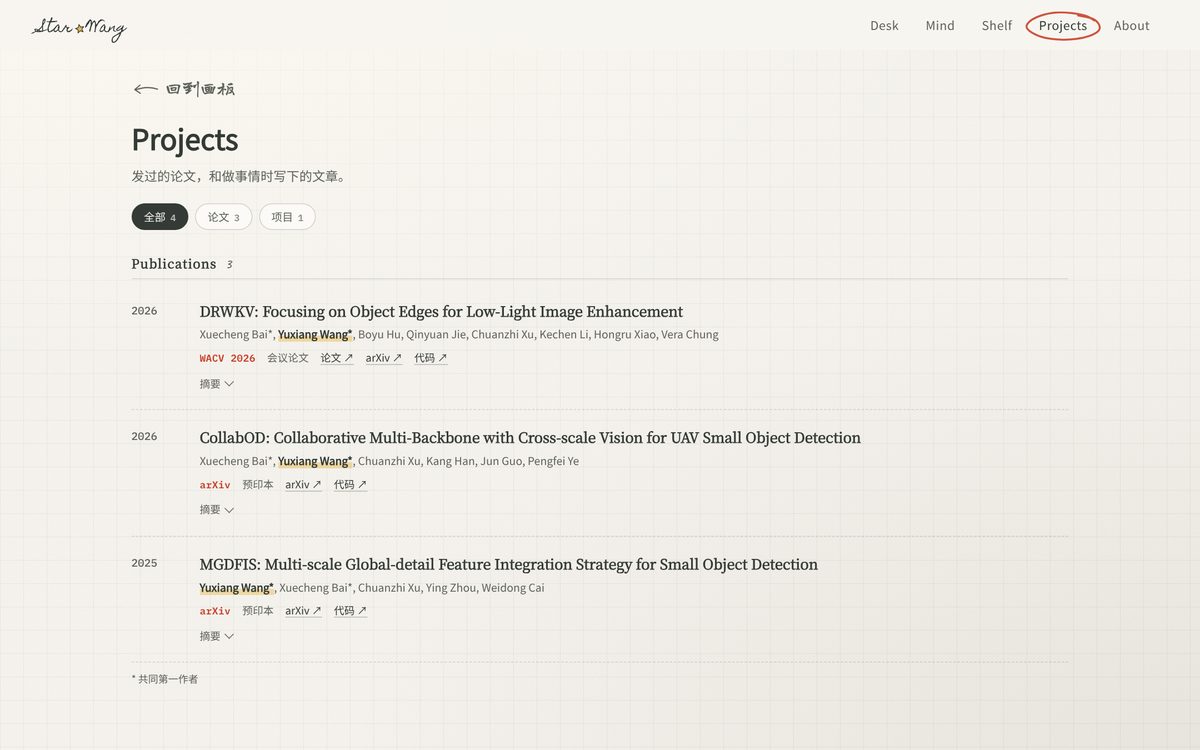 Star Wang
Desk Mind Shelf Projects About
← 回到画板
Projects
发过的论文，和做事情时写下的文章。
全部 4 论文 3 项目 1
Publications 3
2026 DRWKV: Focusing on Object Edges for Low-Light Image Enhancement
Xuecheng Bai*, Yuxiang Wang*, Boyu Hu, Qinyuan Jie, Chuanzhi Xu, Kechen Li, Hongru Xiao, Vera Chung
WACV 2026 会议论文 论文 ↗ arXiv ↗ 代码 ↗
摘要
2026 CollabOD: Collaborative Multi-Backbone with Cross-scale Vision for UAV Small Object Detection
Xuecheng Bai*, Yuxiang Wang*, Chuanzhi Xu, Kang Han, Jun Guo, Pengfei Ye
arXiv 预印本 arXiv ↗ 代码 ↗
摘要
2025 MGDFIS: Multi-scale Global-detail Feature Integration Strategy for Small Object Detection
Yuxiang Wang*, Xuecheng Bai*, Chuanzhi Xu, Ying Zhou, Weidong Cai
arXiv 预印本 arXiv ↗ 代码 ↗
摘要
* 共同第一作者